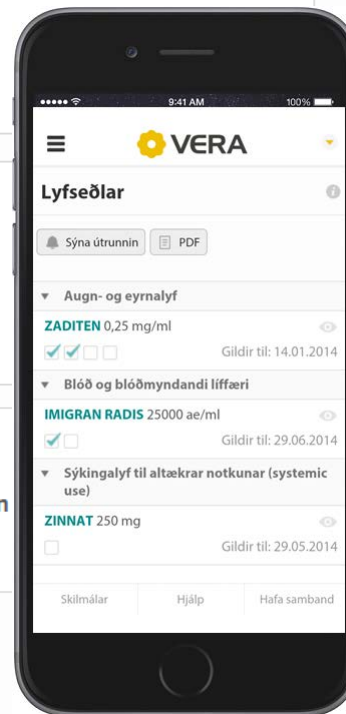 9:41 AM 100%
VERA
Lyfseðlar
Sýna útrunnin PDF
Augn- og eyrnalyf
ZADITEN 0,25 mg/ml
Gildir til: 14.01.2014
Blóð og blóðmyndandi líffæri
IMIGRAN RADIS 25000 ae/ml
Gildir til: 29.06.2014
Sýkingalyf til altækrar notkunar (systemic
use)
ZINNAT 250 mg
Gildir til: 29.05.2014
Skilmálar Hjálp Hafa samband